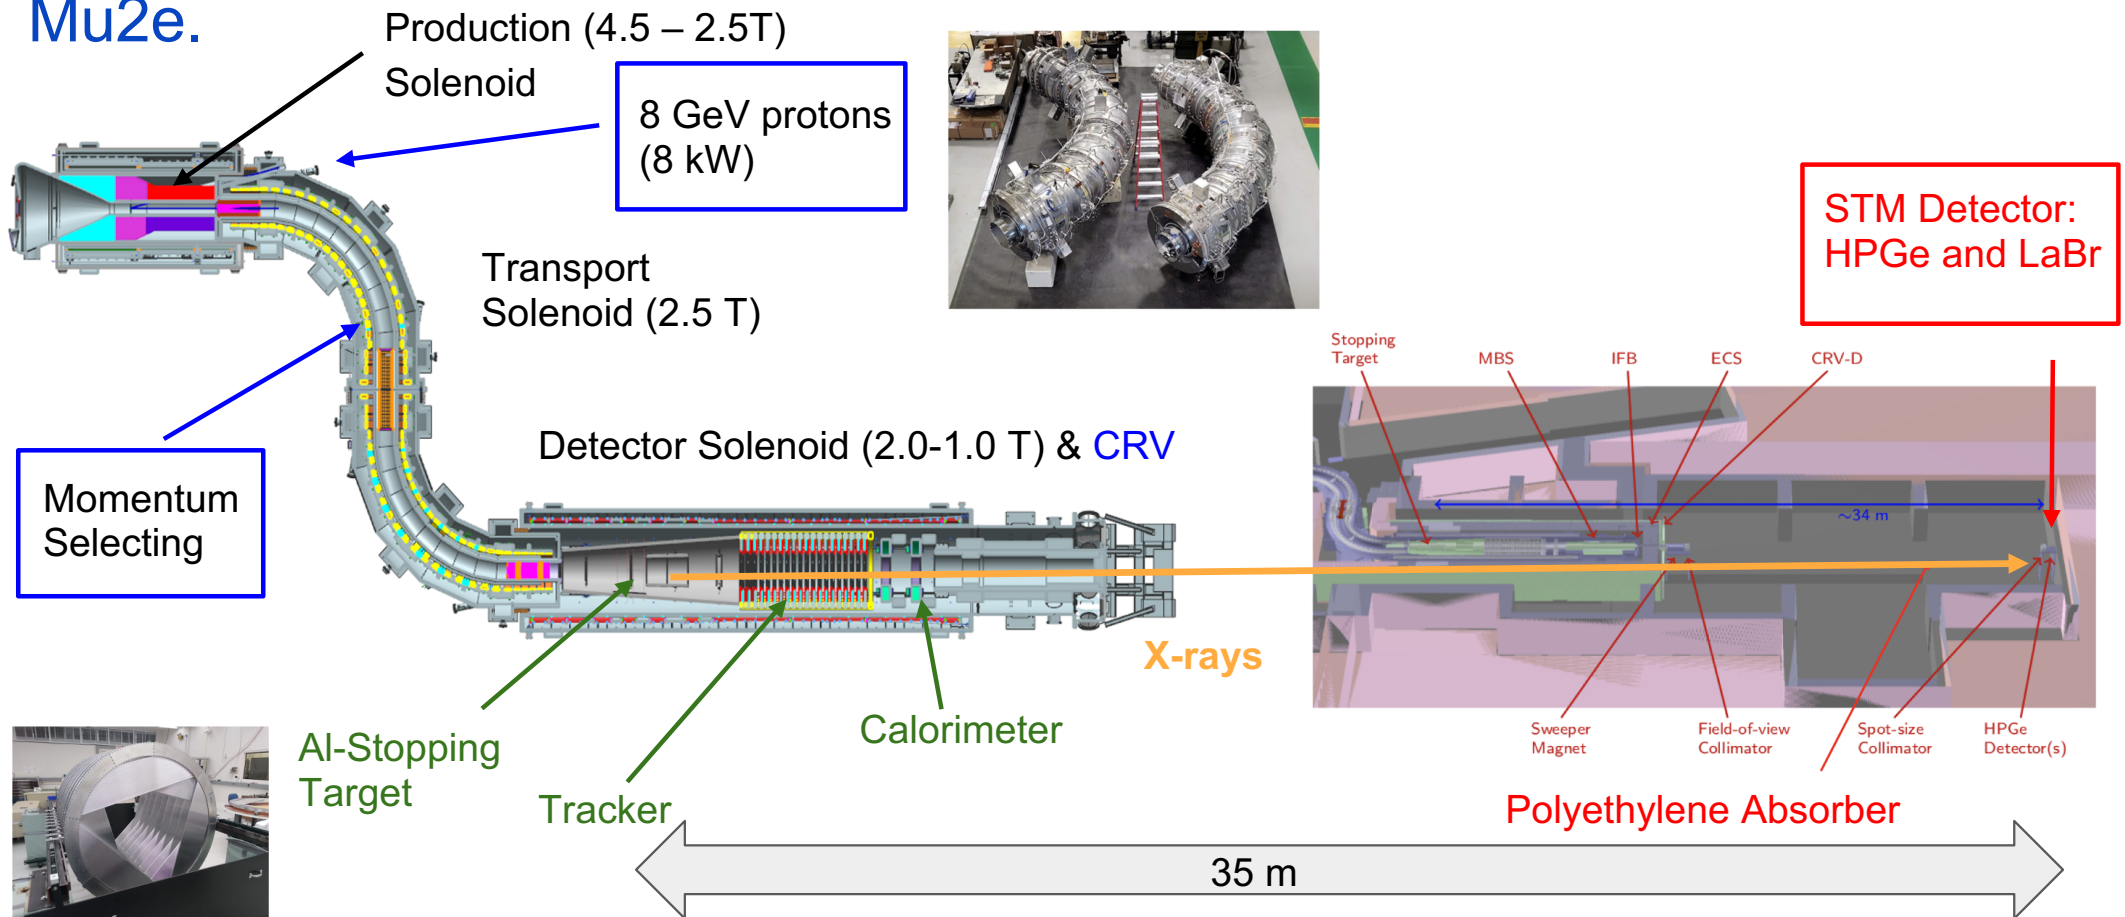 Mu2e.
Production (4.5 – 2.5T)
Solenoid
8 GeV protons
(8 kW)
STM Detector:
HPGe and LaBr
Transport
Solenoid (2.5 T)
Stopping
Target
MBS
IFB
ECS
CRV-D
Detector Solenoid (2.0-1.0 T) & CRV
Momentum
Selecting
~34 m
X-rays
Al-Stopping
Target
Tracker
Calorimeter
Sweeper
Magnet
Field-of-view
Collimator
Spot-size
Collimator
HPGe
Detector(s)
Polyethylene Absorber
35 m